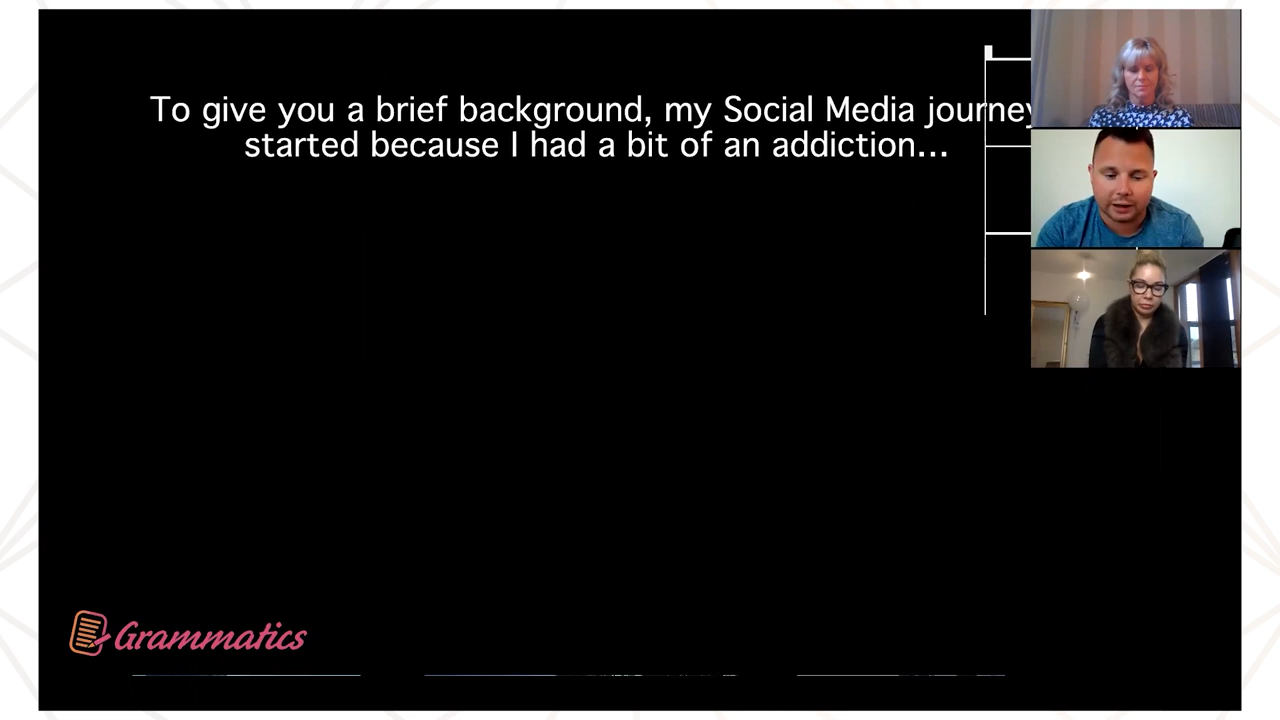 To give you a brief background, my Social Media journey
started because I had a bit of an addiction...
Grammatics